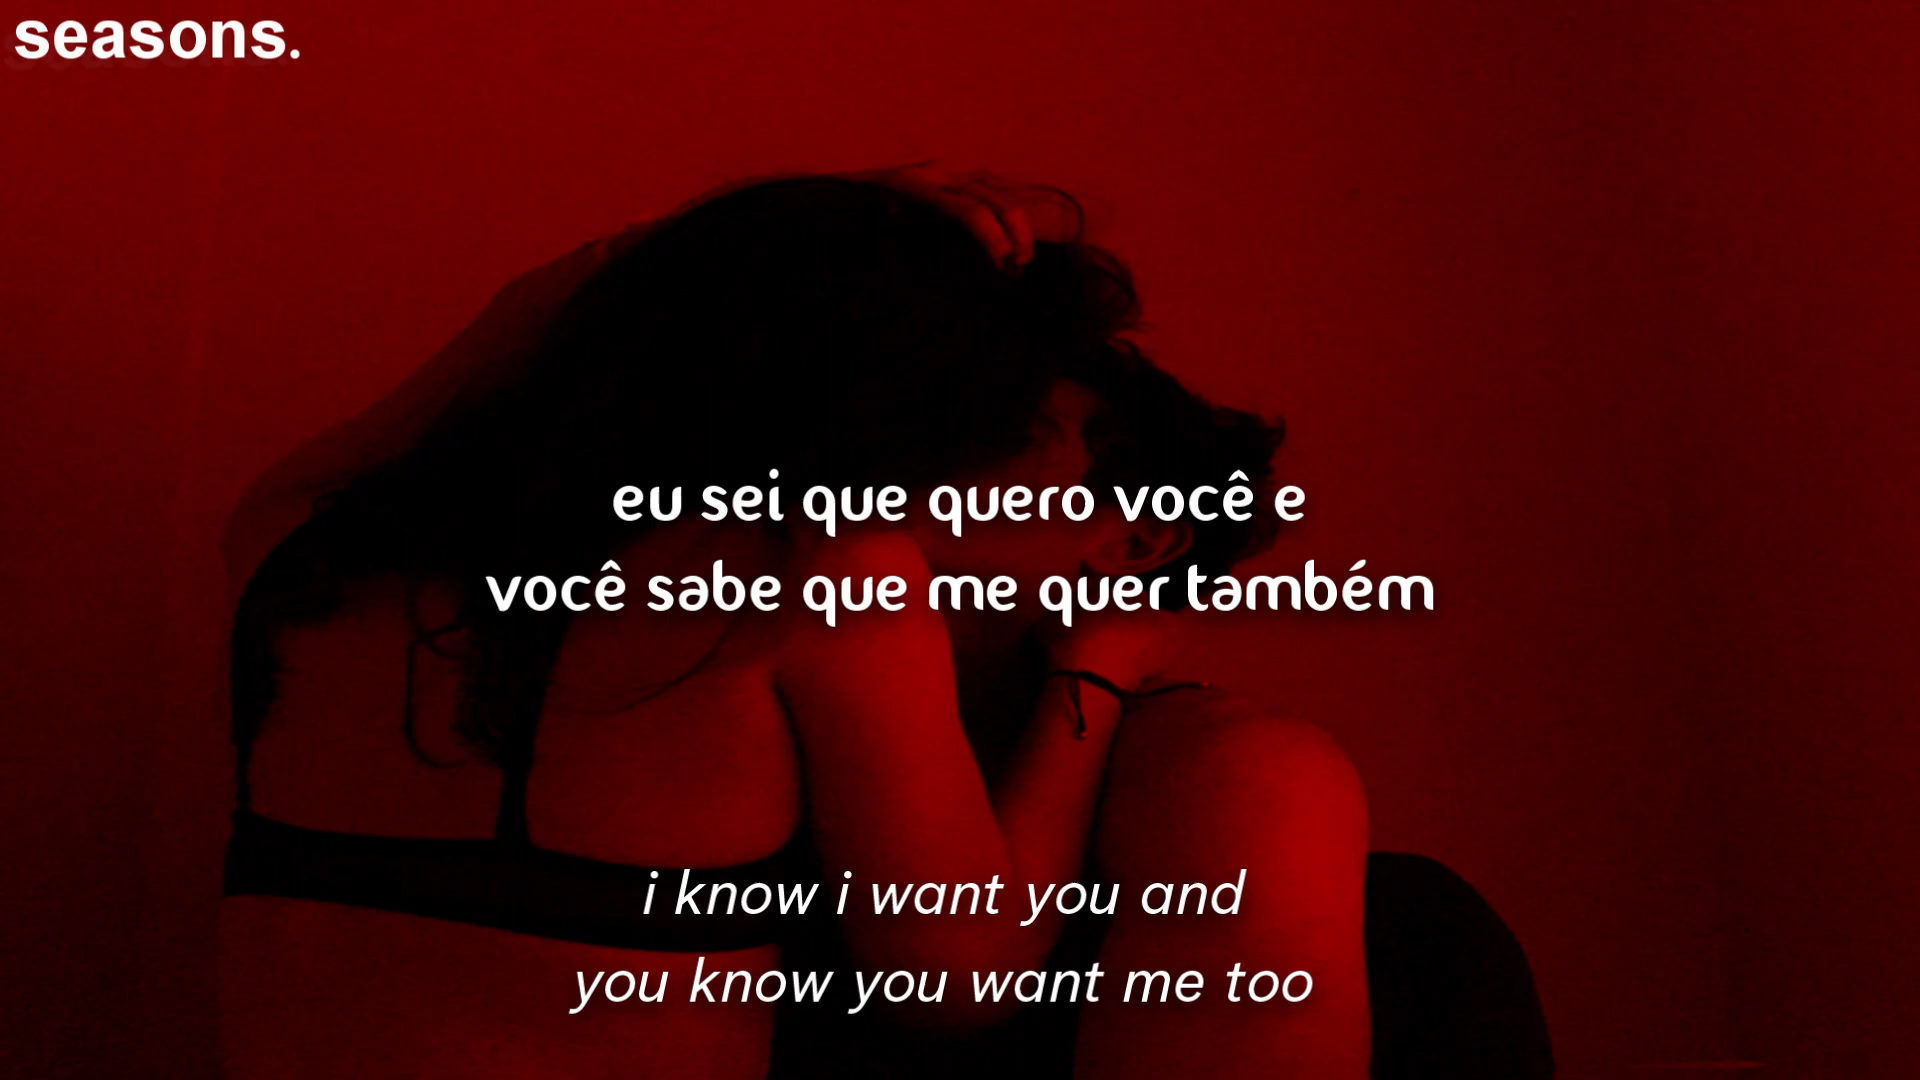 seasons.
eu sei que quero você e
você sabe que me quer também
i know i want you and
you know you want me too